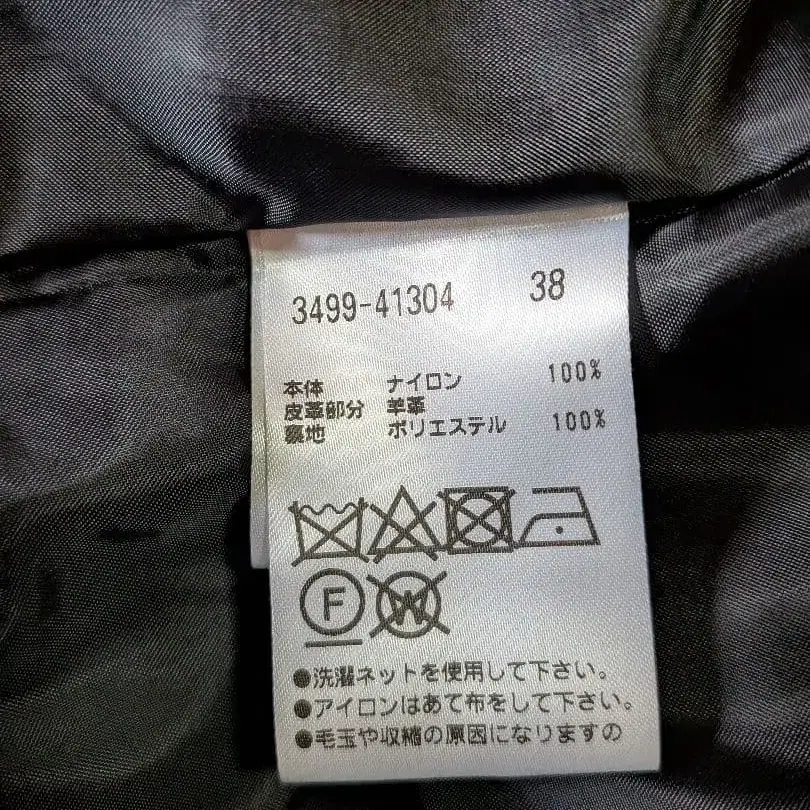 3499-41304 38
本体 ナイロン 100%
皮革部分 羊革
裏地 ポリエステル 100%
F W
●洗濯ネットを使用して下さい。
●アイロンはあて布をして下さい。
●毛玉や収縮の原因になりますの